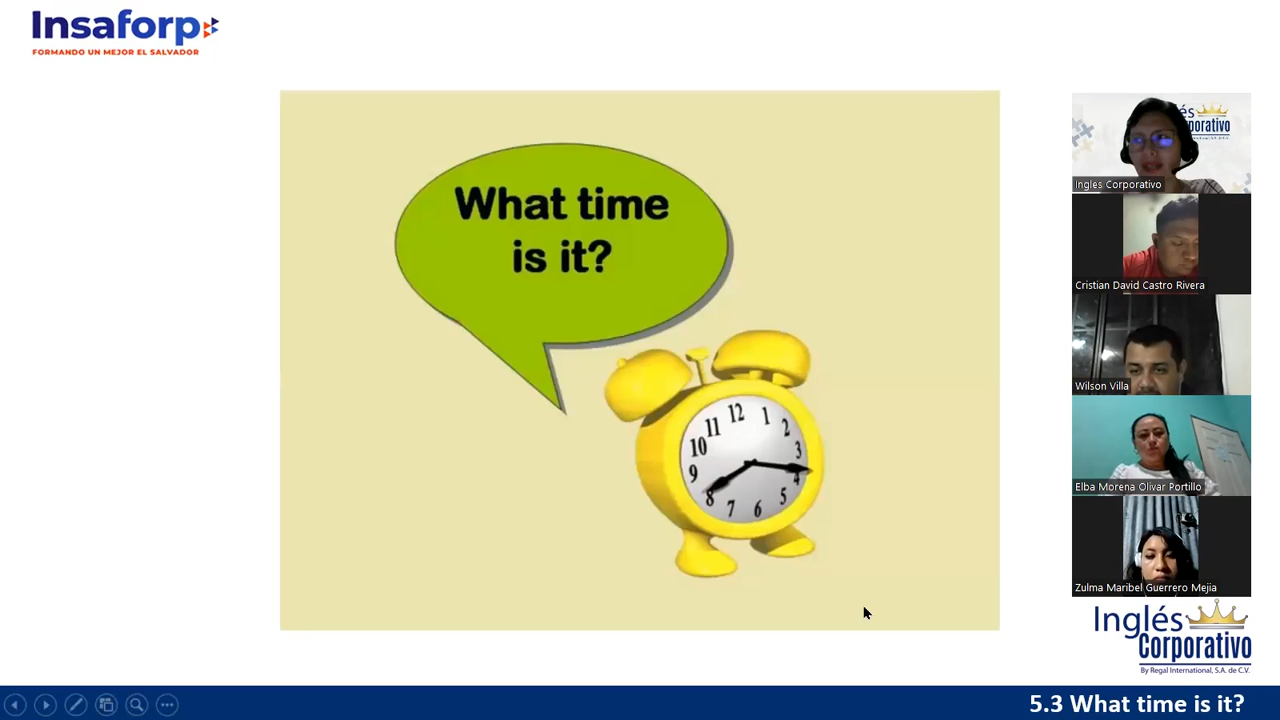 Insaforp
FORMANDO UN MEJOR EL SALVADOR
What time
is it?
12
1
2
3
4
5
6
7
8
9
10
11
Inglés
Corporativo
Ingles Corporativo
Cristian David Castro Rivera
Wilson Villa
Elba Morena Olivar Portillo
Zulma Maribel Guerrero Mejia
Inglés
Corporativo
By Regal International, S.A. de C.V.
5.3 What time is it?